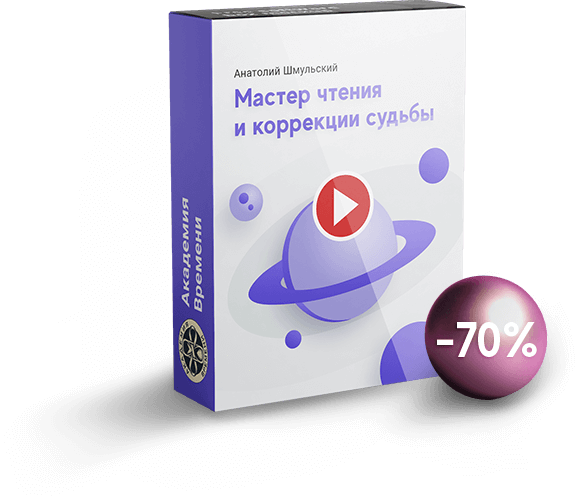 Анатолий Шмульский
Мастер чтения
и коррекции судьбы
Академия
Времени
-70%